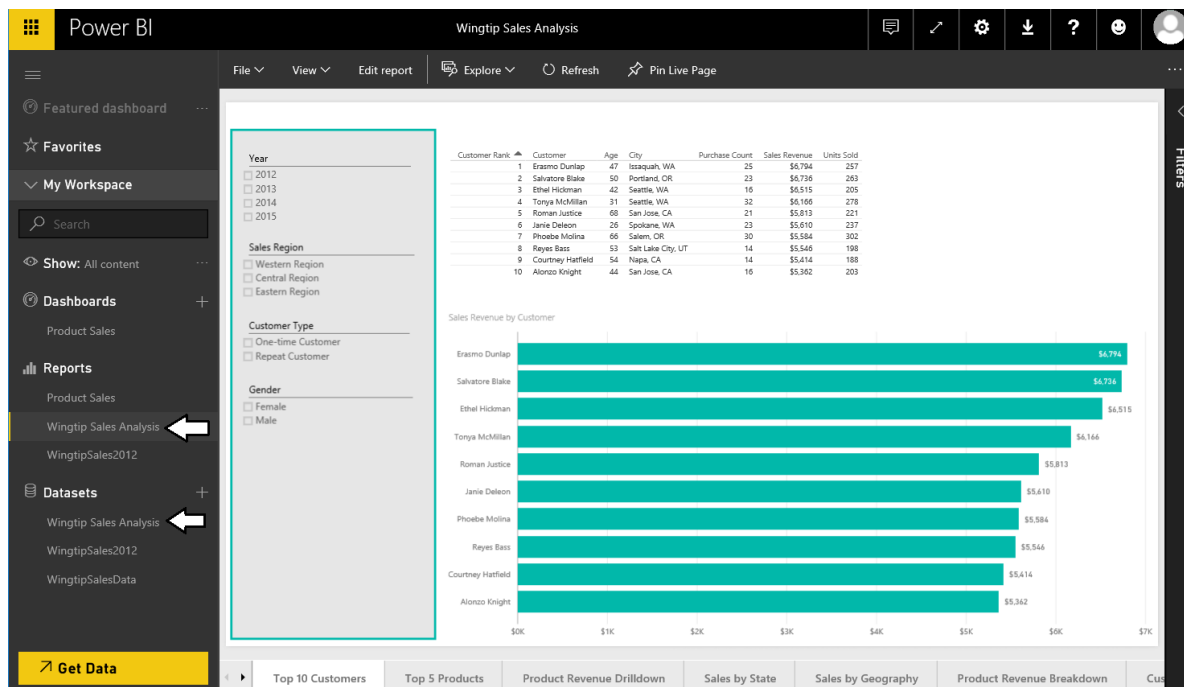 Power BI
Wingtip Sales Analysis
?
File View Edit report Explore Refresh Pin Live Page ...
Featured dashboard ...
Favorites
My Workspace
Search
Show: All content ...
Dashboards +
Product Sales
Reports
Product Sales
Wingtip Sales Analysis
WingtipSales2012
Datasets +
Wingtip Sales Analysis
WingtipSales2012
WingtipSalesData
Get Data
Year
2012
2013
2014
2015
Sales Region
Western Region
Central Region
Eastern Region
Customer Type
One-time Customer
Repeat Customer
Gender
Female
Male
Customer Rank Customer Age City Purchase Count Sales Revenue Units Sold
1 Erasmo Dunlap 47 Issaquah, WA 25 $6,794 257
2 Salvatore Blake 50 Portland, OR 23 $6,736 263
3 Ethel Hickman 42 Seattle, WA 16 $6,515 205
4 Tonya McMillan 31 Seattle, WA 32 $6,166 278
5 Roman Justice 68 San Jose, CA 21 $5,813 221
6 Janie Deleon 26 Spokane, WA 23 $5,610 237
7 Phoebe Molina 66 Salem, OR 30 $5,584 302
8 Reyes Bass 53 Salt Lake City, UT 14 $5,546 198
9 Courtney Hatfield 54 Napa, CA 14 $5,414 188
10 Alonzo Knight 44 San Jose, CA 16 $5,362 203
Sales Revenue by Customer
Erasmo Dunlap $6,794
Salvatore Blake $6,736
Ethel Hickman $6,515
Tonya McMillan $6,166
Roman Justice $5,813
Janie Deleon $5,610
Phoebe Molina $5,584
Reyes Bass $5,546
Courtney Hatfield $5,414
Alonzo Knight $5,362
$0K $1K $2K $3K $4K $5K $6K $7K
Filters
Top 10 Customers Top 5 Products Product Revenue Drilldown Sales by State Sales by Geography Product Revenue Breakdown Cus